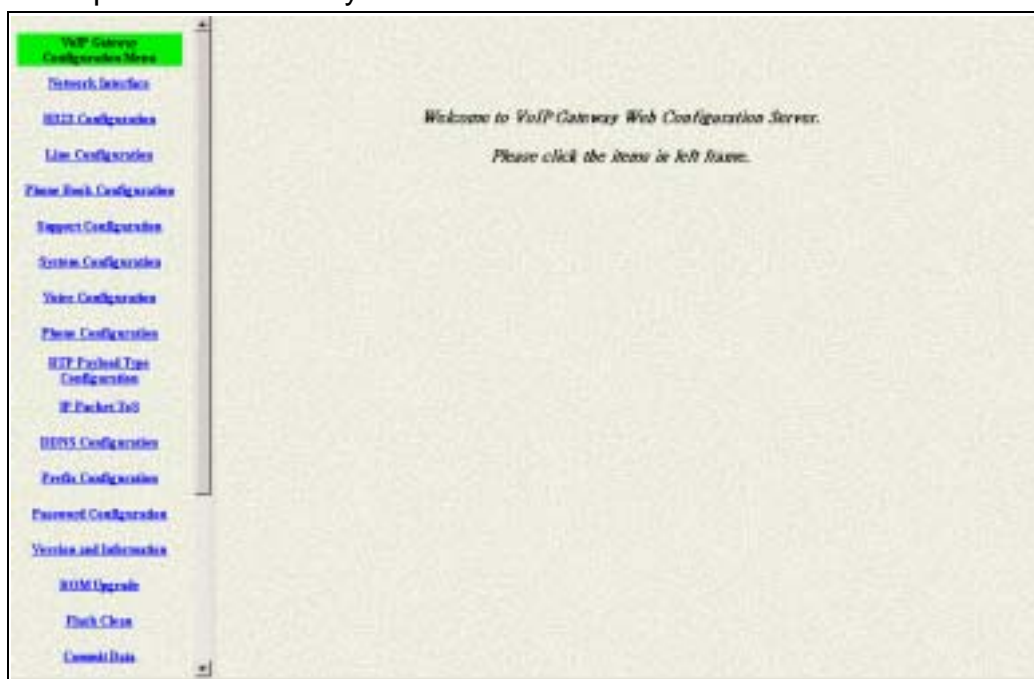 VoIP Gateway
Configuration Menu
Network Interface
H323 Configuration
Line Configuration
Phone Book Configuration
Support Configuration
System Configuration
Voice Configuration
Phone Configuration
RTP Payload Type
Configuration
IP Packet ToS
DDNS Configuration
Prefix Configuration
Password Configuration
Version and Information
ROM Upgrade
Flash Clean
Commit Data
Welcome to VoIP Gateway Web Configuration Server.
Please click the items in left frame.